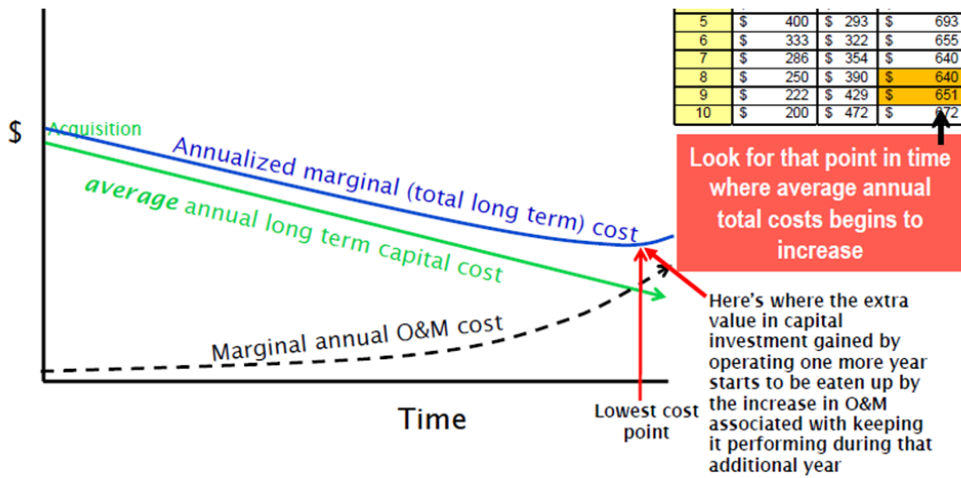 5 $ 400 $ 293 $ 693
6 $ 333 $ 322 $ 655
7 $ 286 $ 354 $ 640
8 $ 250 $ 390 $ 640
9 $ 222 $ 429 $ 651
10 $ 200 $ 472 $ 672
$
Acquisition
Annualized marginal (total long term) cost
average annual long term capital cost
Marginal annual O&M cost
Time
Lowest cost
point
Look for that point in time
where average annual
total costs begins to
increase
Here's where the extra
value in capital
investment gained by
operating one more year
starts to be eaten up by
the increase in O&M
associated with keeping
it performing during that
additional year